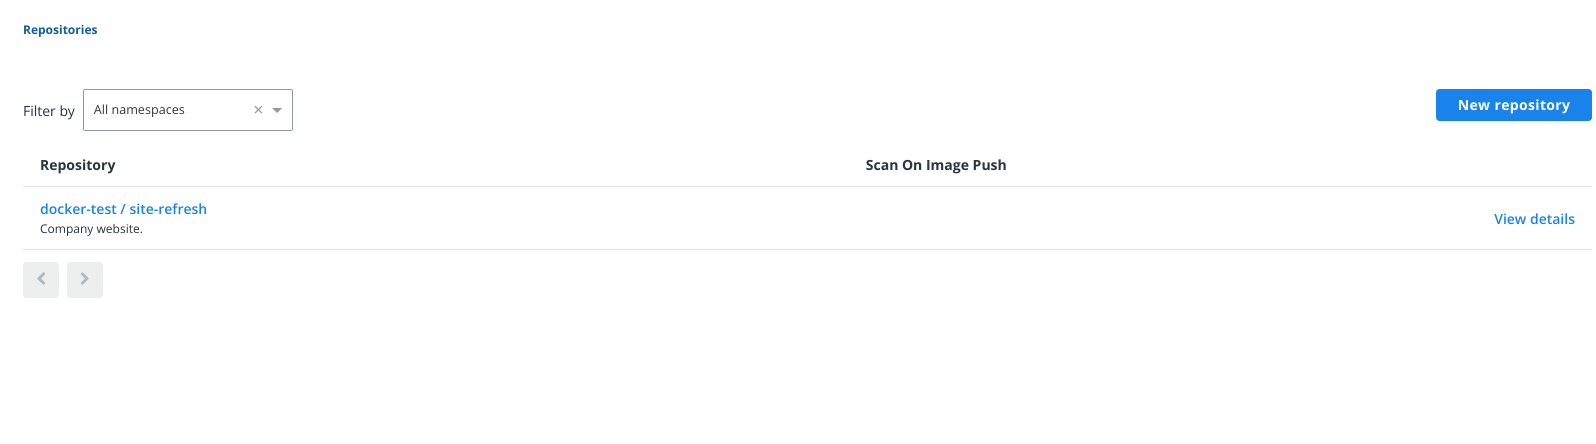 Repositories
Filter by All namespaces × New repository
Repository Scan On Image Push
docker-test / site-refresh
Company website.
View details